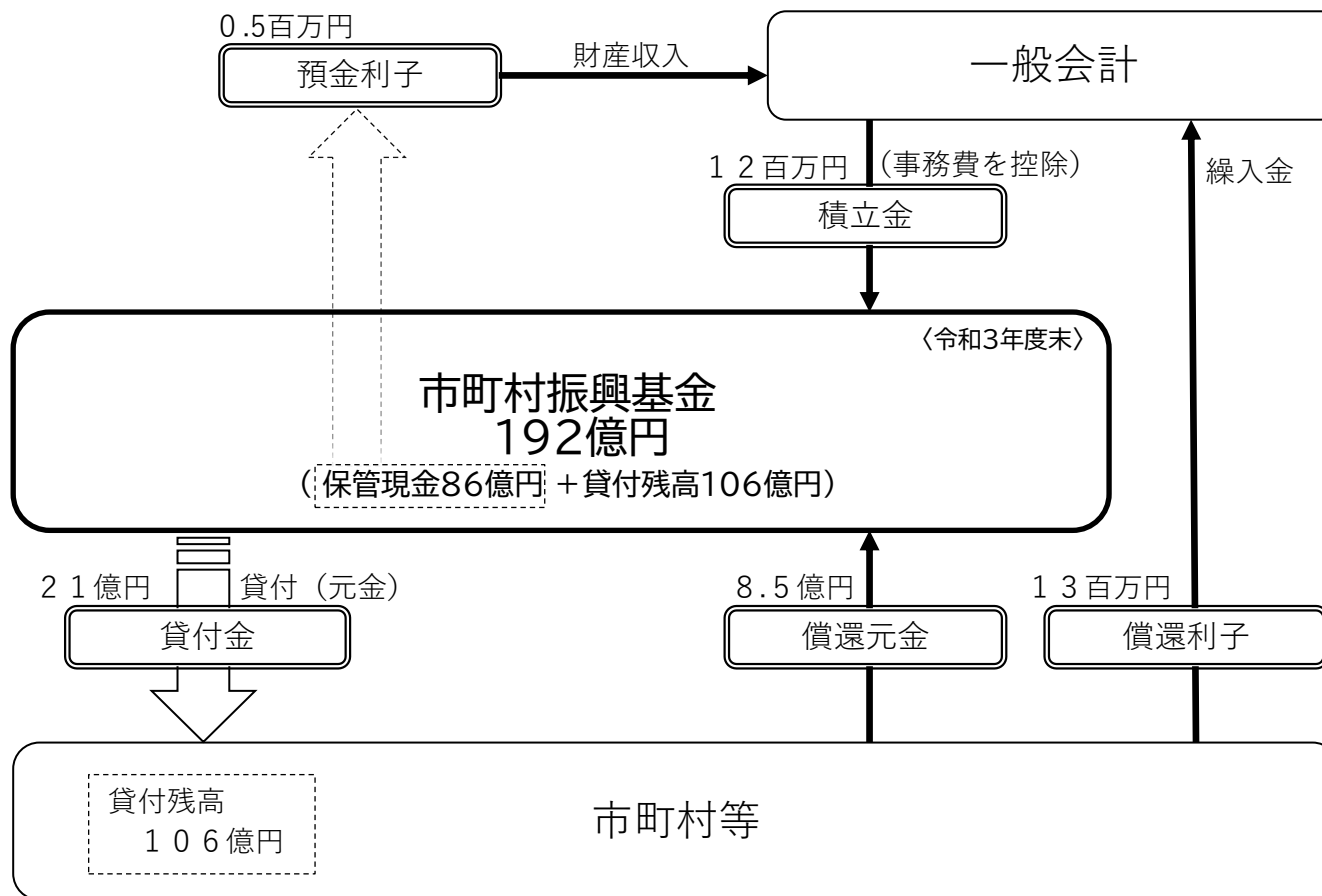 0.5百万円
預金利子
財産収入
一般会計
12百万円
(事務費を控除)
積立金
繰入金
〈令和3年度末〉
市町村振興基金
192億円
(保管現金86億円+貸付残高106億円)
21億円
貸付(元金)
貸付金
8.5億円
償還元金
13百万円
償還利子
貸付残高
106億円
市町村等